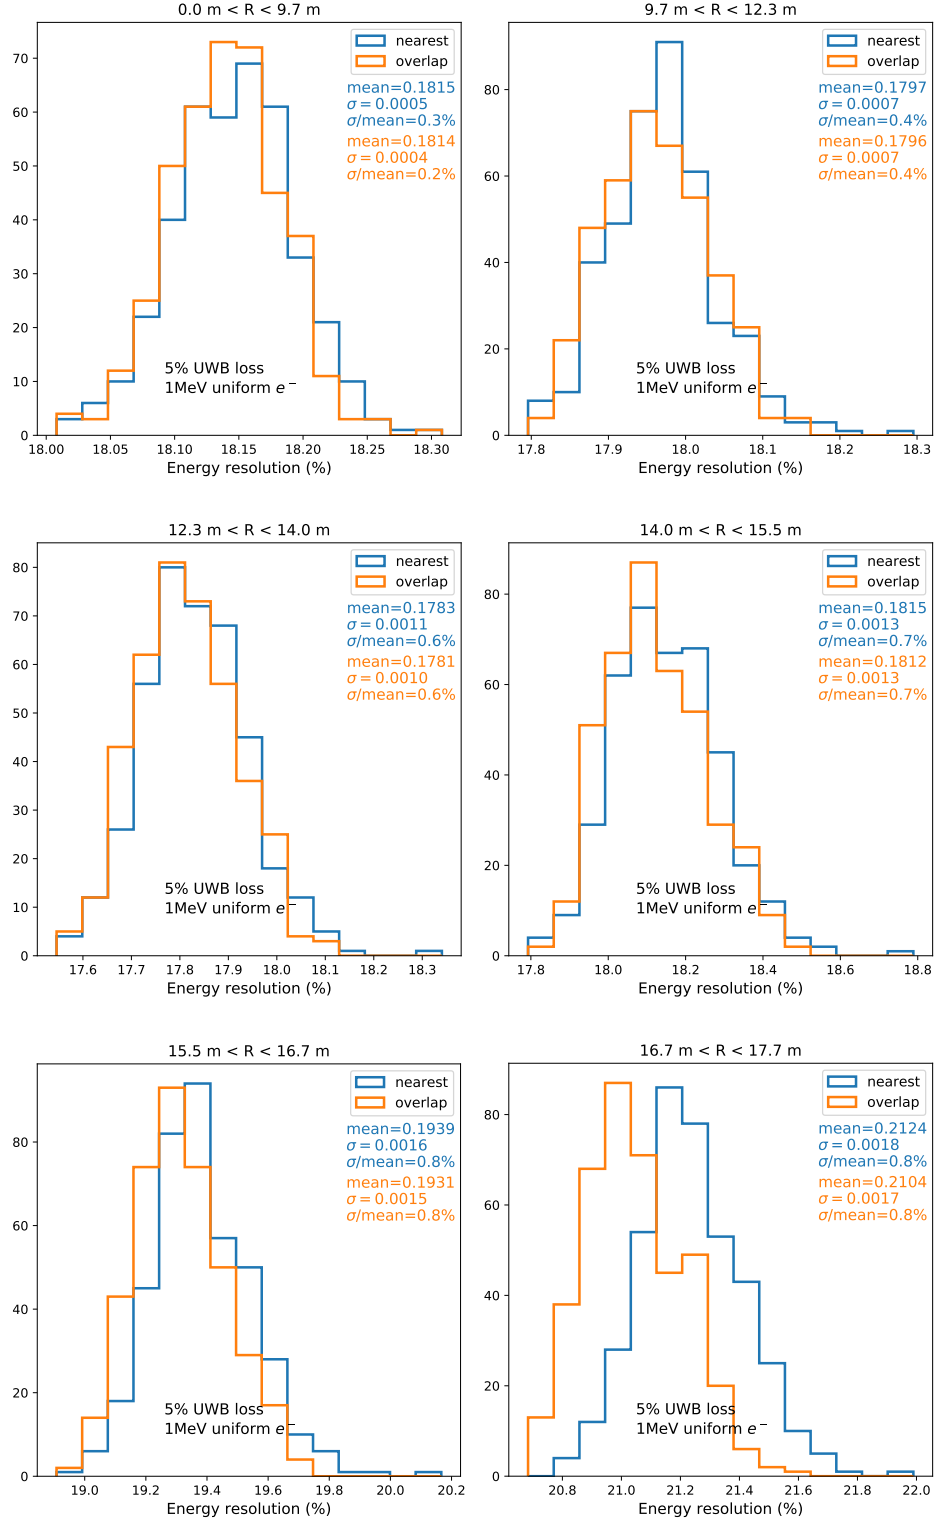 0.0 m < R < 9.7 m
nearest
overlap
mean=0.1815
σ = 0.0005
σ/mean=0.3%
mean=0.1814
σ = 0.0004
σ/mean=0.2%
5% UWB loss
1MeV uniform e⁻
70
60
50
40
30
20
10
0
18.00 18.05 18.10 18.15 18.20 18.25 18.30
Energy resolution (%)
9.7 m < R < 12.3 m
nearest
overlap
mean=0.1797
σ = 0.0007
σ/mean=0.4%
mean=0.1796
σ = 0.0007
σ/mean=0.4%
5% UWB loss
1MeV uniform e⁻
80
60
40
20
0
17.8 17.9 18.0 18.1 18.2 18.3
Energy resolution (%)
12.3 m < R < 14.0 m
nearest
overlap
mean=0.1783
σ = 0.0011
σ/mean=0.6%
mean=0.1781
σ = 0.0010
σ/mean=0.6%
5% UWB loss
1MeV uniform e⁻
80
70
60
50
40
30
20
10
0
17.6 17.7 17.8 17.9 18.0 18.1 18.2 18.3
Energy resolution (%)
14.0 m < R < 15.5 m
nearest
overlap
mean=0.1815
σ = 0.0013
σ/mean=0.7%
mean=0.1812
σ = 0.0013
σ/mean=0.7%
5% UWB loss
1MeV uniform e⁻
80
60
40
20
0
17.8 18.0 18.2 18.4 18.6 18.8
Energy resolution (%)
15.5 m < R < 16.7 m
nearest
overlap
mean=0.1939
σ = 0.0016
σ/mean=0.8%
mean=0.1931
σ = 0.0015
σ/mean=0.8%
5% UWB loss
1MeV uniform e⁻
80
60
40
20
0
19.0 19.2 19.4 19.6 19.8 20.0 20.2
Energy resolution (%)
16.7 m < R < 17.7 m
nearest
overlap
mean=0.2124
σ = 0.0018
σ/mean=0.8%
mean=0.2104
σ = 0.0017
σ/mean=0.8%
5% UWB loss
1MeV uniform e⁻
80
60
40
20
0
20.8 21.0 21.2 21.4 21.6 21.8 22.0
Energy resolution (%)